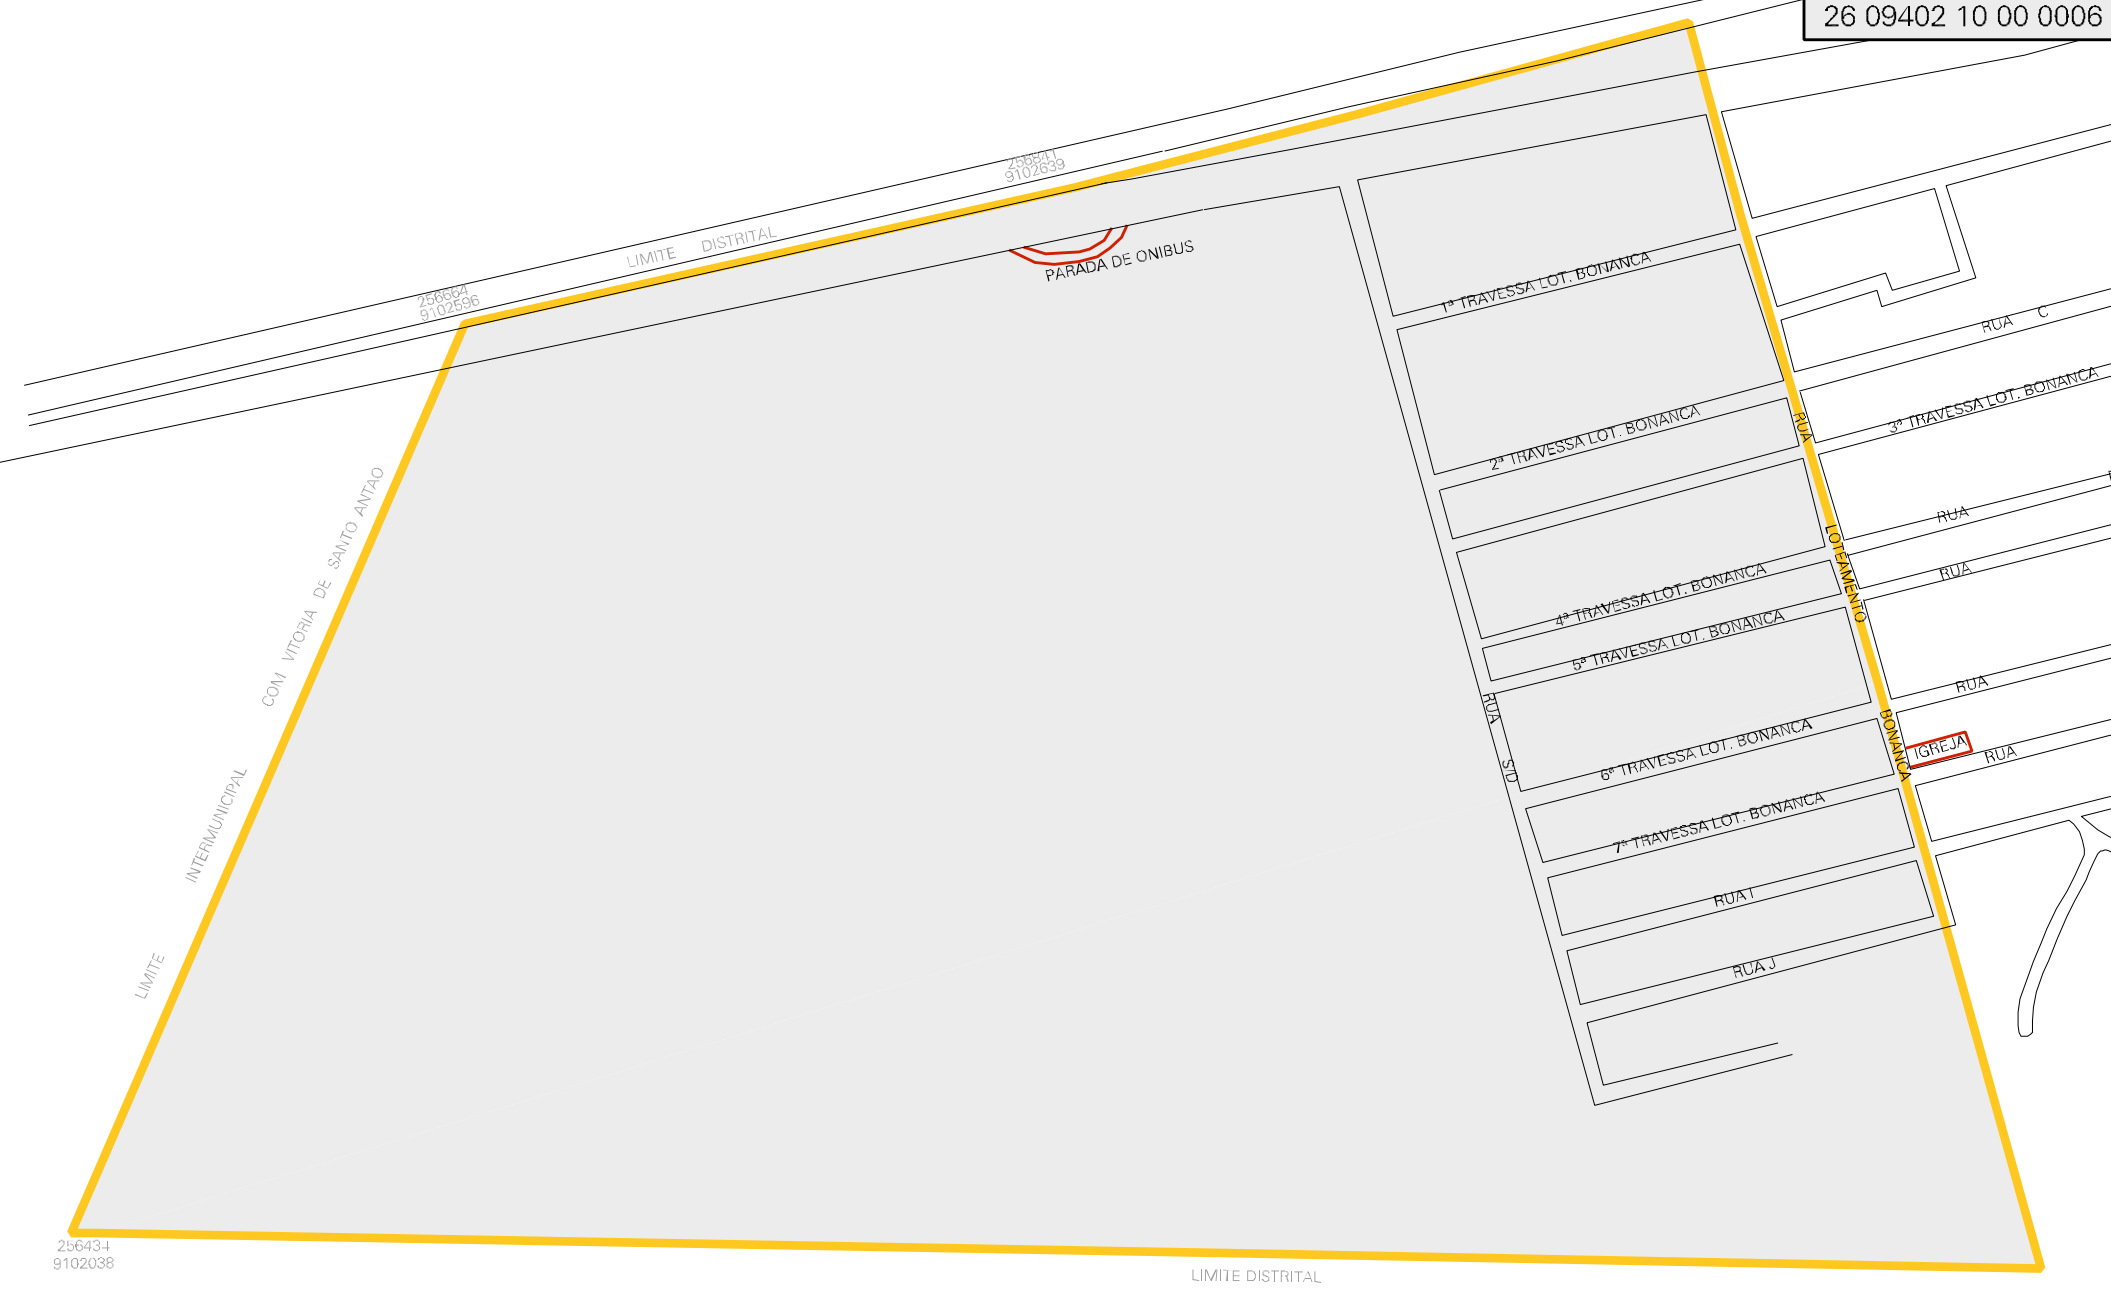 26 09402 10 00 0006
256841
9102639
LIMITE DISTRITAL
PARADA DE ONIBUS
256664
9102596
1ª TRAVESSA LOT. BONANCA
RUA C
3ª TRAVESSA LOT. BONANCA
2ª TRAVESSA LOT. BONANCA
RUA LOTEAMENTO BONANCA
RUA
RUA
4ª TRAVESSA LOT. BONANCA
5ª TRAVESSA LOT. BONANCA
RUA
RUA S/D
6ª TRAVESSA LOT. BONANCA
IGREJA
RUA
7ª TRAVESSA LOT. BONANCA
RUA I
RUA J
LIMITE INTERMUNICIPAL COM VITORIA DE SANTO ANTAO
256434
9102038
LIMITE DISTRITAL